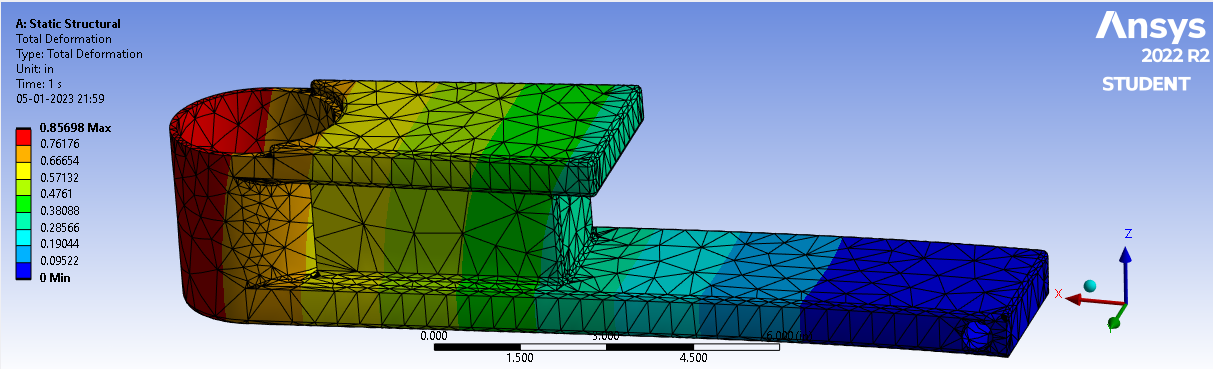 A: Static Structural
Total Deformation
Type: Total Deformation
Unit: in
Time: 1 s
05-01-2023 21:59
0.85698 Max
0.76176
0.66654
0.57132
0.4761
0.38088
0.28566
0.19044
0.09522
0 Min
Ansys
2022 R2
STUDENT
Z
X
0.000
3.000
6.000
1.500
4.500